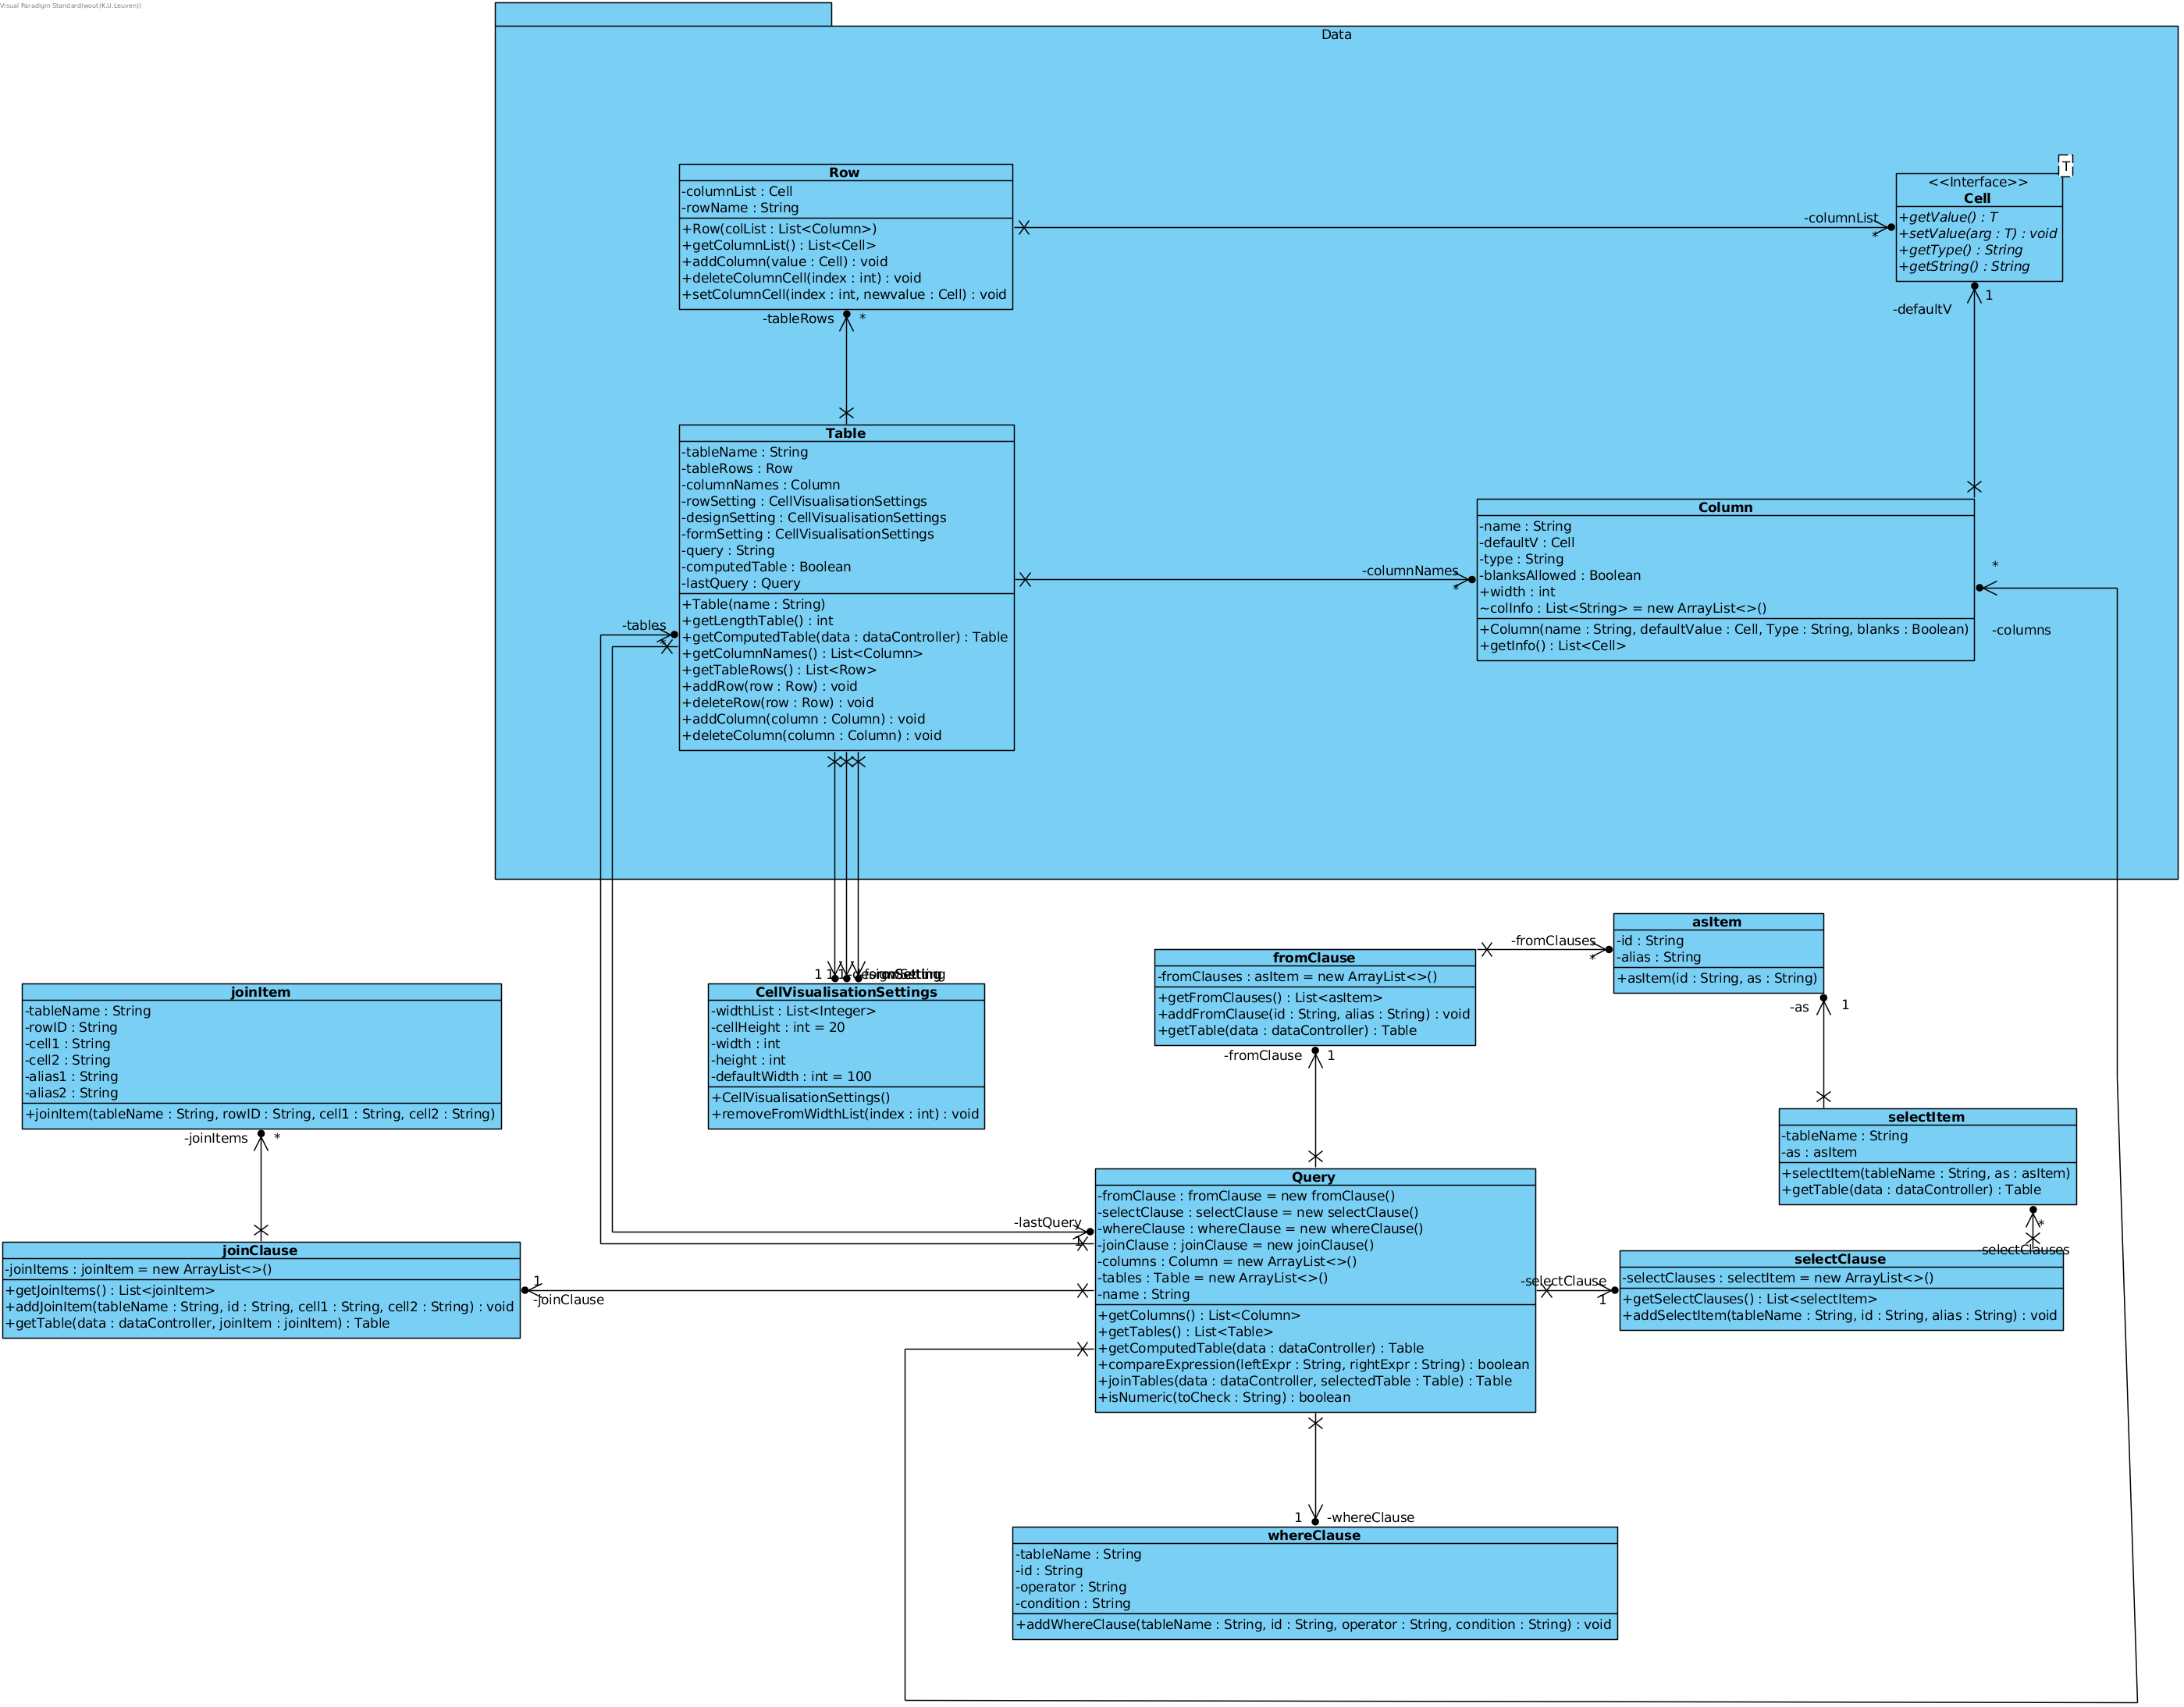 Visual Paradigm Standard(wout(K.U.Leuven))
Data
Row
-columnList : Cell
-rowName : String
+Row(colList : List<Column>)
+getColumnList() : List<Cell>
+addColumn(value : Cell) : void
+deleteColumnCell(index : int) : void
+setColumnCell(index : int, newvalue : Cell) : void
-columnList
*
T
<<Interface>>
Cell
+getValue() : T
+setValue(arg : T) : void
+getType() : String
+getString() : String
-tableRows
*
-defaultV
1
Table
-tableName : String
-tableRows : Row
-columnNames : Column
-rowSetting : CellVisualisationSettings
-designSetting : CellVisualisationSettings
-formSetting : CellVisualisationSettings
-query : String
-computedTable : Boolean
-lastQuery : Query
+Table(name : String)
+getLengthTable() : int
+getComputedTable(data : dataController) : Table
+getColumnNames() : List<Column>
+getTableRows() : List<Row>
+addRow(row : Row) : void
+deleteRow(row : Row) : void
+addColumn(column : Column) : void
+deleteColumn(column : Column) : void
-columnNames
*
Column
-name : String
-defaultV : Cell
-type : String
-blanksAllowed : Boolean
+width : int
~colInfo : List<String> = new ArrayList<>()
+Column(name : String, defaultValue : Cell, Type : String, blanks : Boolean)
+getInfo() : List<Cell>
*
-columns
-tables
1
1
1
CellVisualisationSettings
-widthList : List<Integer>
-cellHeight : int = 20
-width : int
-height : int
-defaultWidth : int = 100
+CellVisualisationSettings()
+removeFromWidthList(index : int) : void
joinItem
-tableName : String
-rowID : String
-cell1 : String
-cell2 : String
-alias1 : String
-alias2 : String
+joinItem(tableName : String, rowID : String, cell1 : String, cell2 : String)
-joinItems
*
fromClause
-fromClauses : asItem = new ArrayList<>()
+getFromClauses() : List<asItem>
+addFromClause(id : String, alias : String) : void
+getTable(data : dataController) : Table
-fromClauses
*
asItem
-id : String
-alias : String
+asItem(id : String, as : String)
-as
1
-fromClause
1
selectItem
-tableName : String
-as : asItem
+selectItem(tableName : String, as : asItem)
+getTable(data : dataController) : Table
*
-selectClauses
joinClause
-joinItems : joinItem = new ArrayList<>()
+getJoinItems() : List<joinItem>
+addJoinItem(tableName : String, id : String, cell1 : String, cell2 : String) : void
+getTable(data : dataController, joinItem : joinItem) : Table
1
-joinClause
-lastQuery
1
Query
-fromClause : fromClause = new fromClause()
-selectClause : selectClause = new selectClause()
-whereClause : whereClause = new whereClause()
-joinClause : joinClause = new joinClause()
-columns : Column = new ArrayList<>()
-tables : Table = new ArrayList<>()
-name : String
+getColumns() : List<Column>
+getTables() : List<Table>
+getComputedTable(data : dataController) : Table
+compareExpression(leftExpr : String, rightExpr : String) : boolean
+joinTables(data : dataController, selectedTable : Table) : Table
+isNumeric(toCheck : String) : boolean
-selectClause
1
selectClause
-selectClauses : selectItem = new ArrayList<>()
+getSelectClauses() : List<selectItem>
+addSelectItem(tableName : String, id : String, alias : String) : void
1
-whereClause
whereClause
-tableName : String
-id : String
-operator : String
-condition : String
+addWhereClause(tableName : String, id : String, operator : String, condition : String) : void